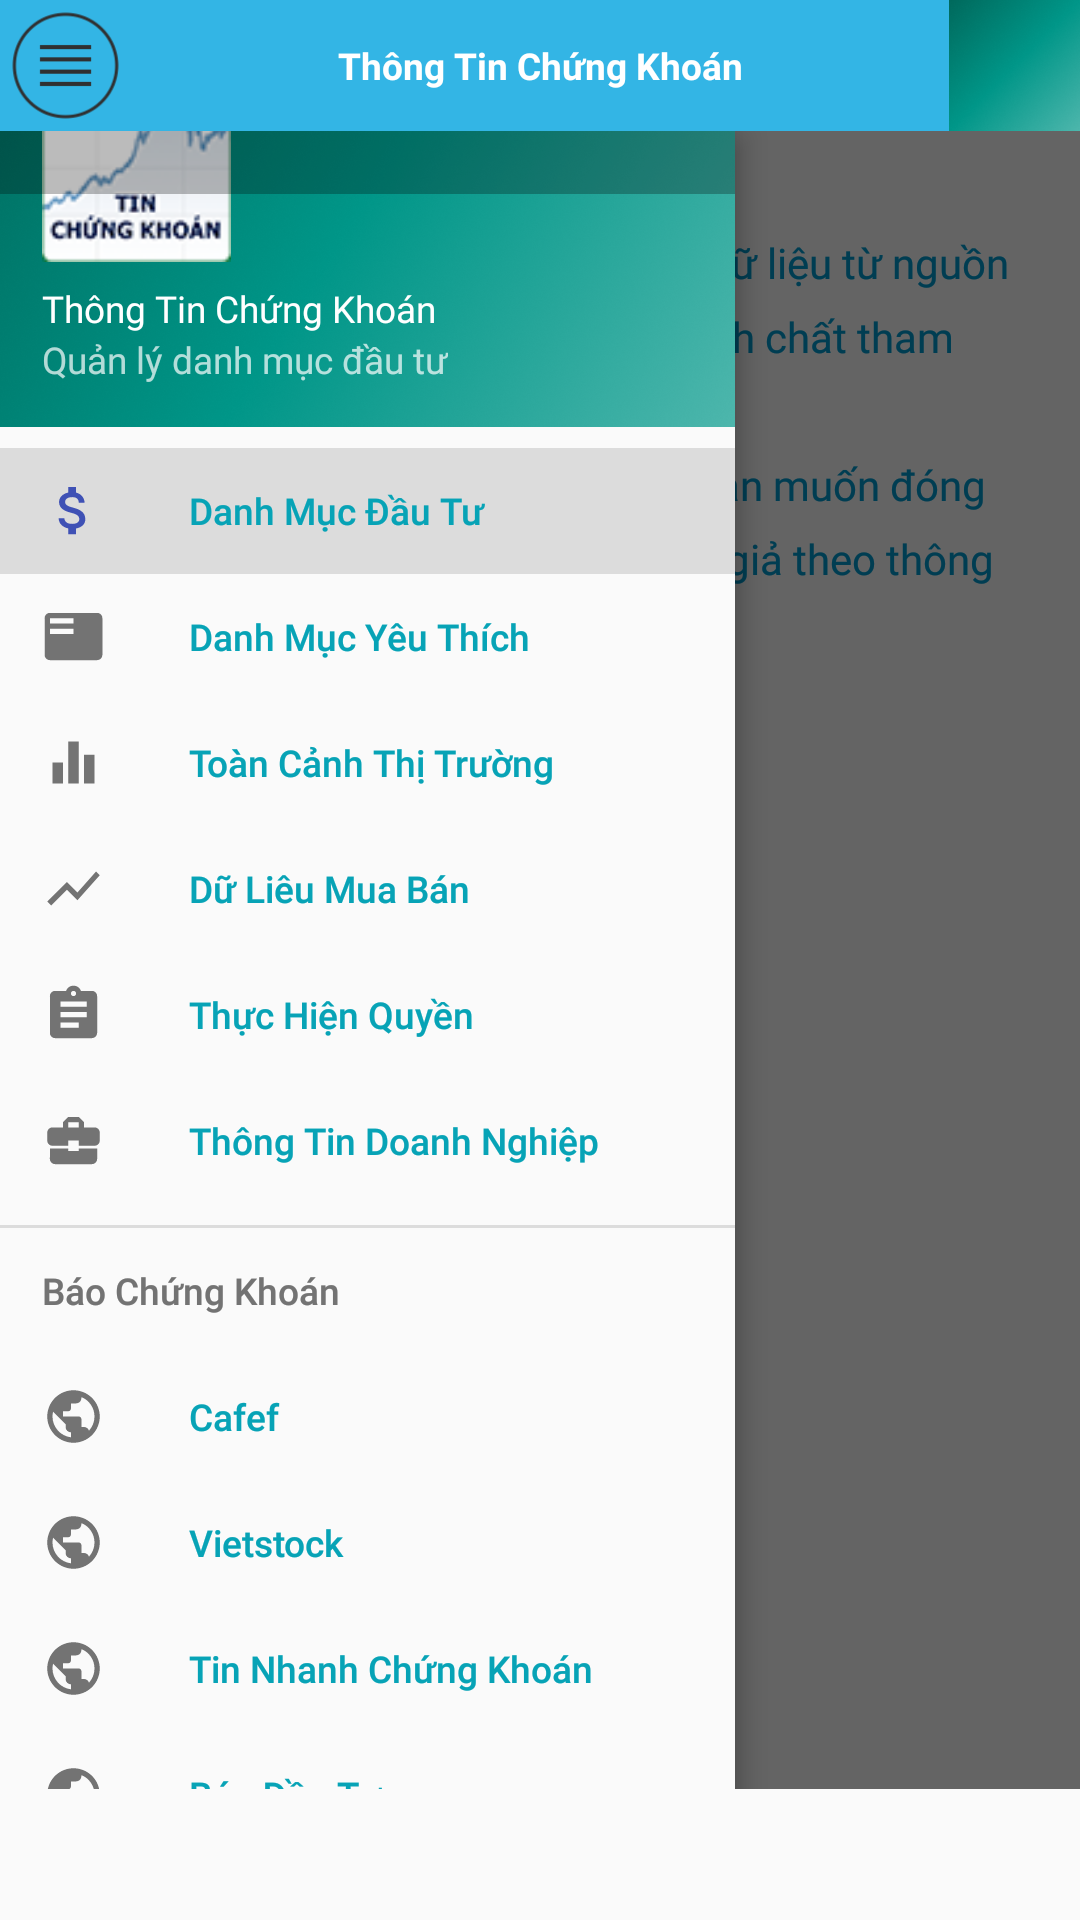 Thông Tin Chứng Khoán
TIN
CHỨNG KHOÁN
Thông Tin Chứng Khoán
Quản lý danh mục đầu tư
liệu từ nguồn
chất tham
muốn đóng
theo thông
Danh Mục Đầu Tư
Danh Mục Yêu Thích
Toàn Cảnh Thị Trường
Dữ Liêu Mua Bán
Thực Hiện Quyền
Thông Tin Doanh Nghiệp
Báo Chứng Khoán
Cafef
Vietstock
Tin Nhanh Chứng Khoán